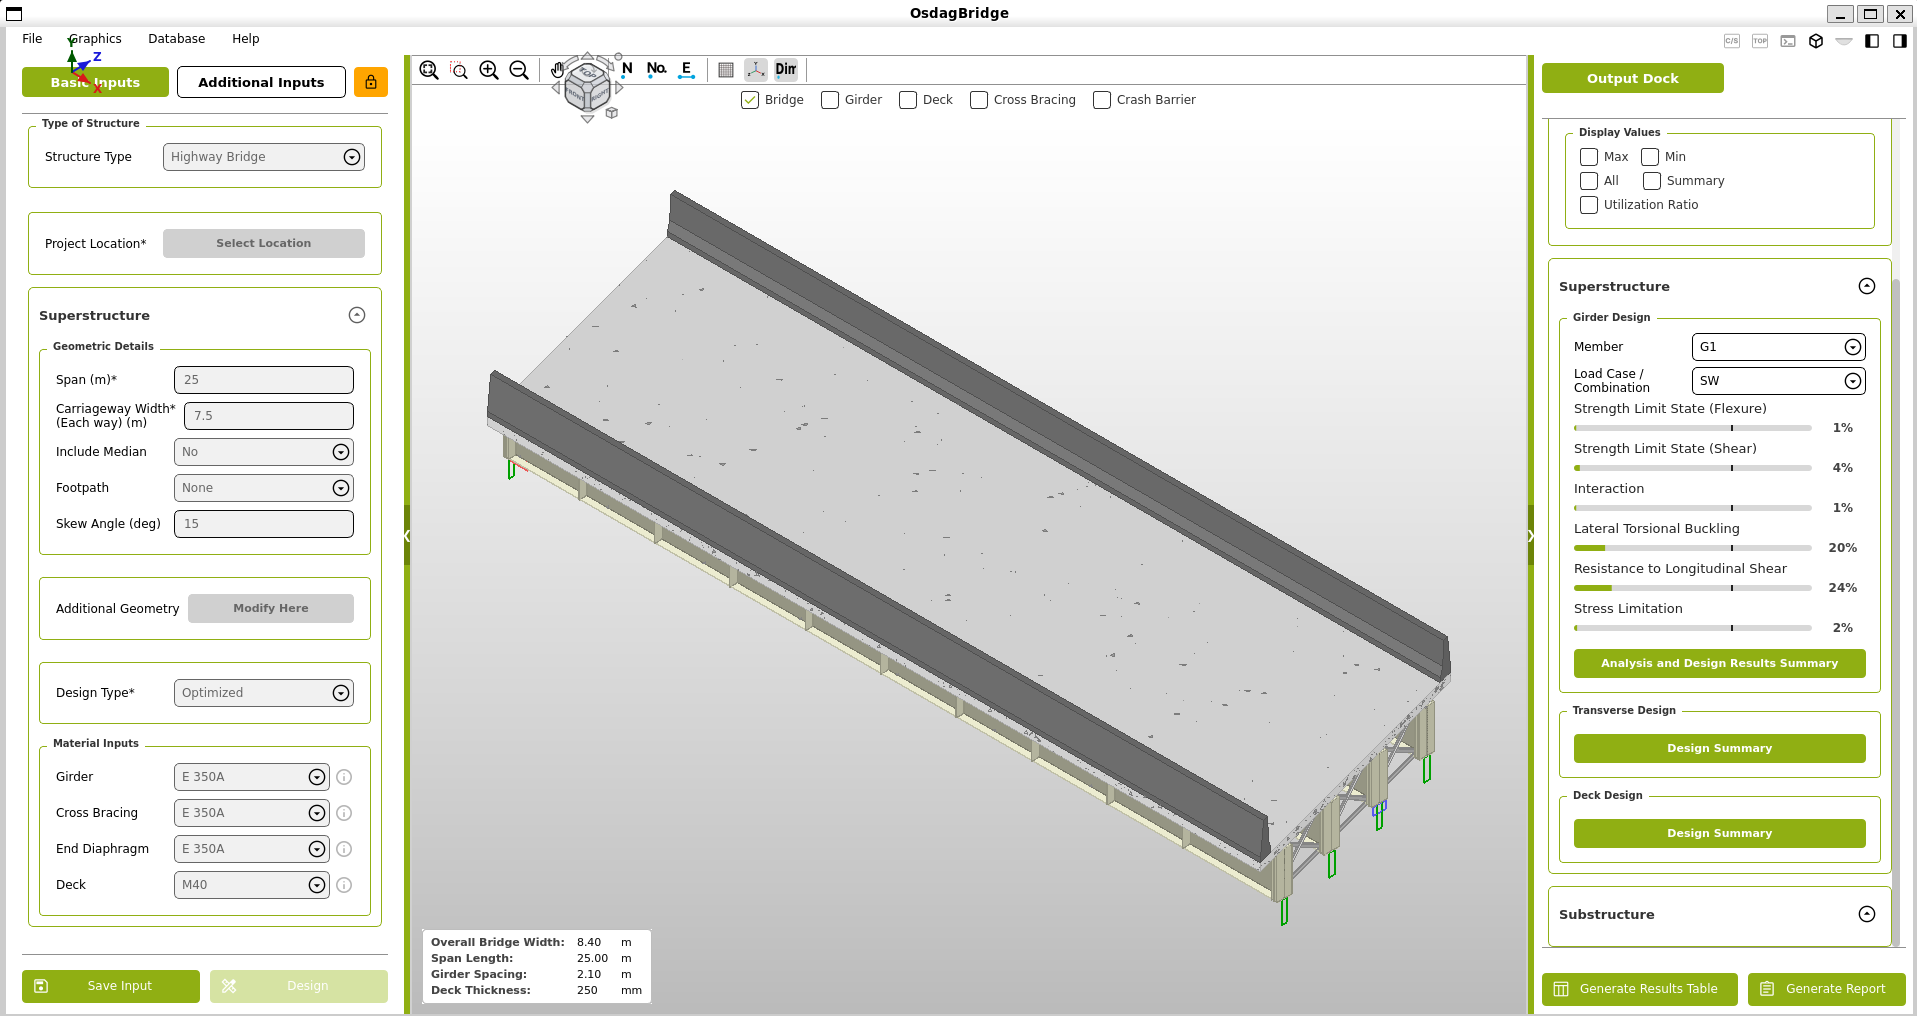 OsdagBridge
File
Graphics
Database
Help
C/S
TOP
Y
Z
X
Basic Inputs
Additional Inputs
Type of Structure
Structure Type
Highway Bridge
Project Location*
Select Location
Superstructure
Geometric Details
Span (m)*
25
Carriageway Width*
(Each way) (m)
7.5
Include Median
No
Footpath
None
Skew Angle (deg)
15
Additional Geometry
Modify Here
Design Type*
Optimized
Material Inputs
Girder
E 350A
Cross Bracing
E 350A
End Diaphragm
E 350A
Deck
M40
Save Input
Design
N
No.
E
Dim
TOP
FRONT
RIGHT
Bridge
Girder
Deck
Cross Bracing
Crash Barrier
Overall Bridge Width: 8.40 m
Span Length: 25.00 m
Girder Spacing: 2.10 m
Deck Thickness: 250 mm
Output Dock
Display Values
Max
Min
All
Summary
Utilization Ratio
Superstructure
Girder Design
Member
G1
Load Case /
Combination
SW
Strength Limit State (Flexure)
1%
Strength Limit State (Shear)
4%
Interaction
1%
Lateral Torsional Buckling
20%
Resistance to Longitudinal Shear
24%
Stress Limitation
2%
Analysis and Design Results Summary
Transverse Design
Design Summary
Deck Design
Design Summary
Substructure
Generate Results Table
Generate Report